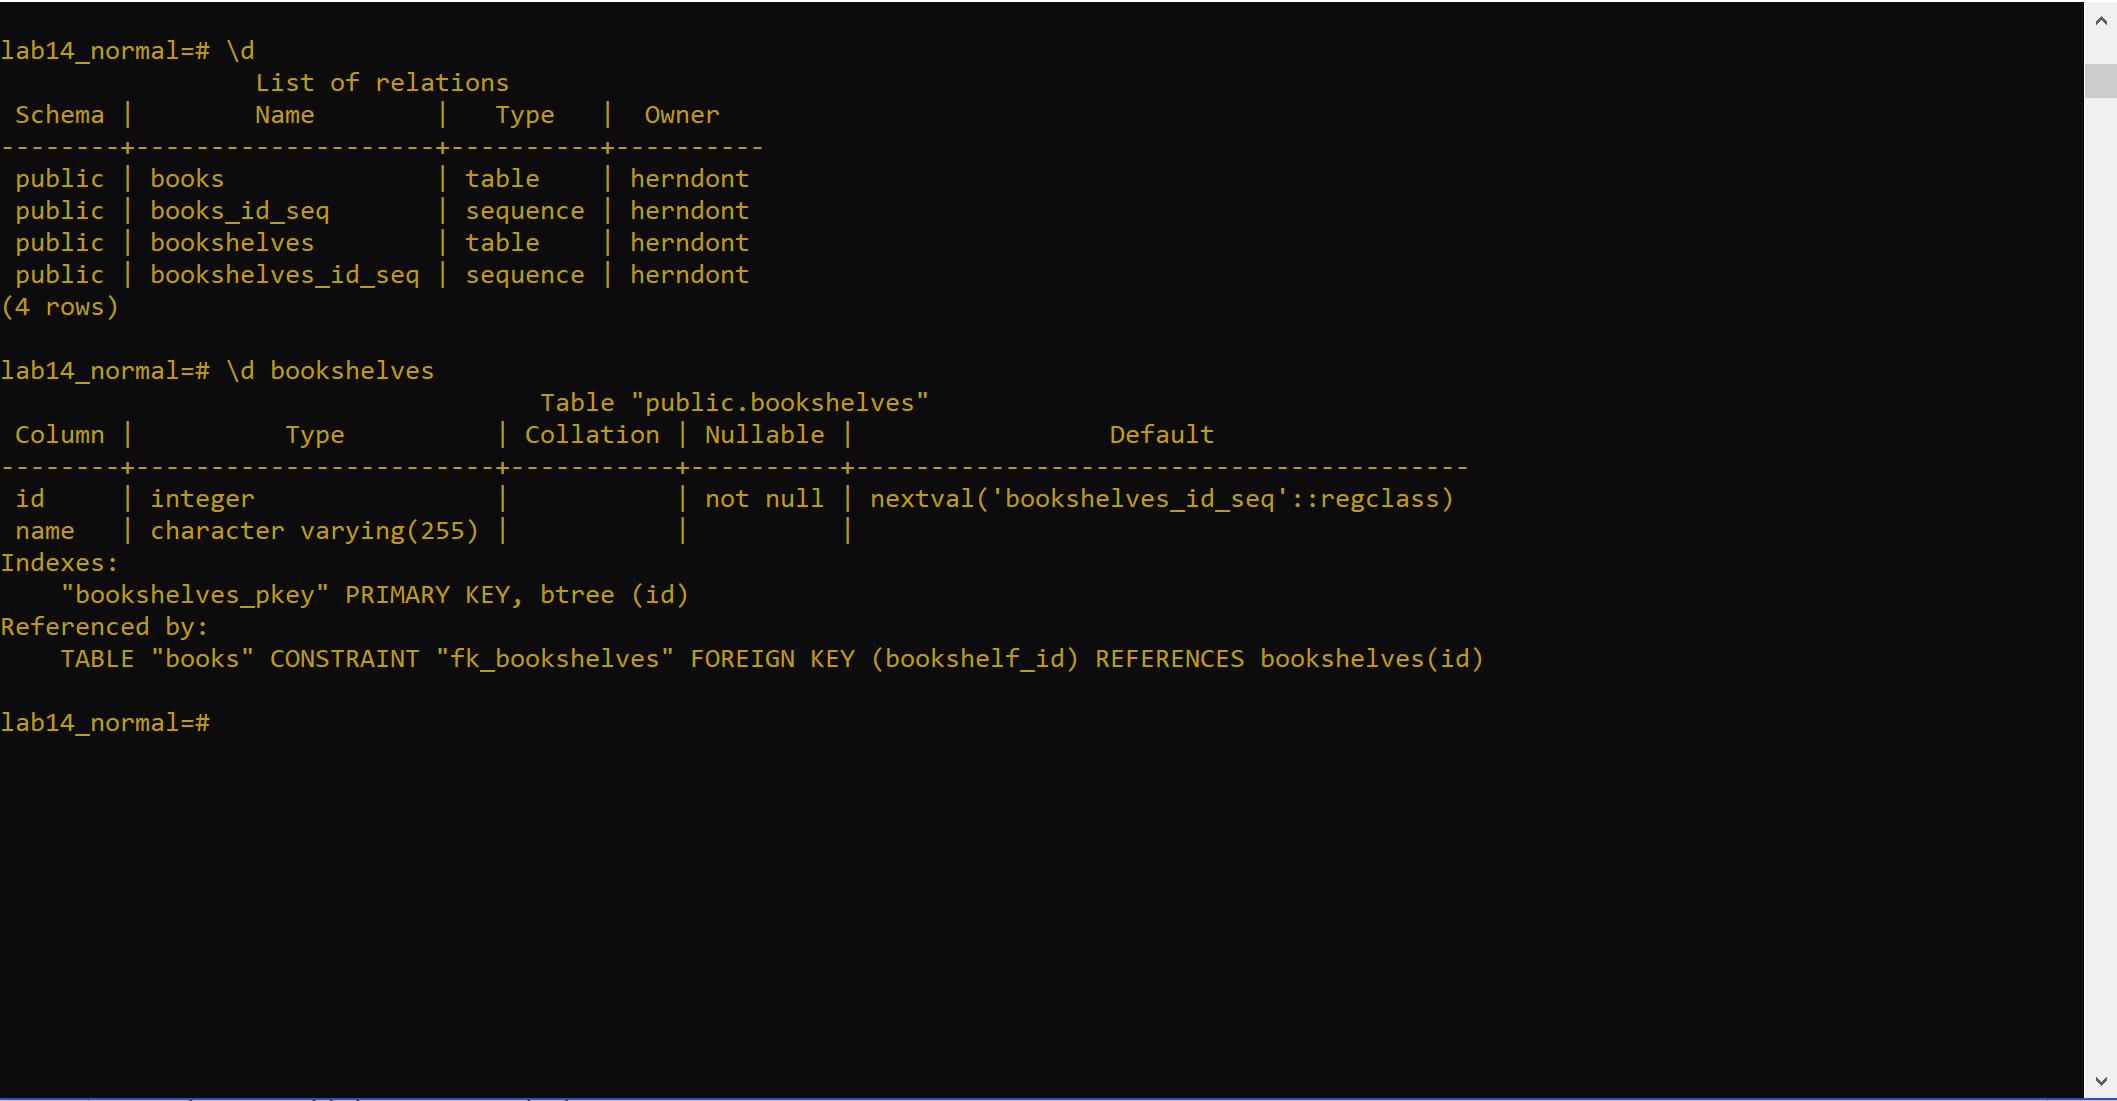 lab14_normal=# \d
List of relations
Schema | Name | Type | Owner
--------+--------------------+----------+----------
public | books | table | herndont
public | books_id_seq | sequence | herndont
public | bookshelves | table | herndont
public | bookshelves_id_seq | sequence | herndont
(4 rows)
lab14_normal=# \d bookshelves
Table "public.bookshelves"
Column | Type | Collation | Nullable | Default
--------+------------------------+-----------+----------+-----------------------------------------
id | integer | | not null | nextval('bookshelves_id_seq'::regclass)
name | character varying(255) | | |
Indexes:
"bookshelves_pkey" PRIMARY KEY, btree (id)
Referenced by:
TABLE "books" CONSTRAINT "fk_bookshelves" FOREIGN KEY (bookshelf_id) REFERENCES bookshelves(id)
lab14_normal=#